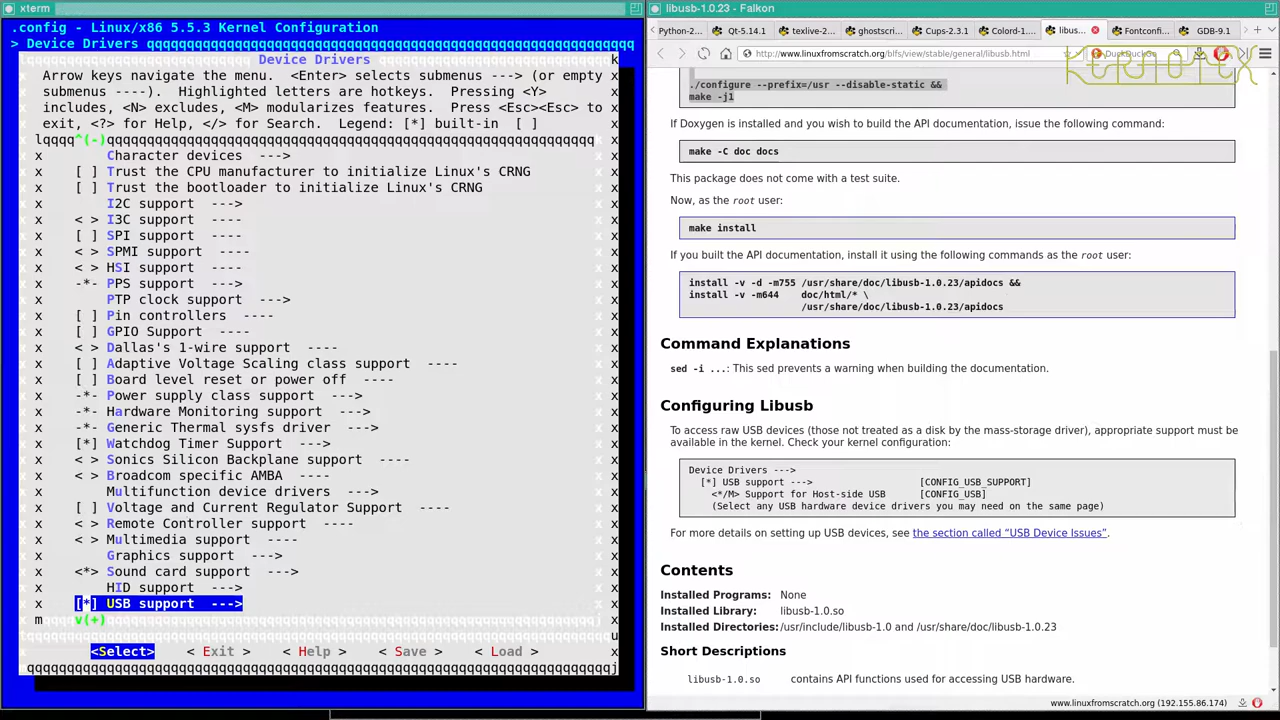 xterm
.config - Linux/x86 5.5.3 Kernel Configuration
> Device Drivers qqqqqqqqqqqqqqqqqqqqqqqqqqqqqqqqqqqqqqqqqqqqqqqqqqqqqqqqqqqqq
Device Drivers
Arrow keys navigate the menu. <Enter> selects submenus ---> (or empty
submenus ----). Highlighted letters are hotkeys. Pressing <Y>
includes, <N> excludes, <M> modularizes features. Press <Esc><Esc> to
exit, <?> for Help, </> for Search. Legend: [*] built-in [ ]
Character devices --->
[ ] Trust the CPU manufacturer to initialize Linux's CRNG
[ ] Trust the bootloader to initialize Linux's CRNG
I2C support --->
< > I3C support ----
[ ] SPI support ----
< > SPMI support ----
< > HSI support ----
-*- PPS support --->
PTP clock support --->
[ ] Pin controllers ----
[ ] GPIO Support ----
< > Dallas's 1-wire support ----
[ ] Adaptive Voltage Scaling class support ----
[ ] Board level reset or power off ----
-*- Power supply class support --->
-*- Hardware Monitoring support --->
-*- Generic Thermal sysfs driver --->
[*] Watchdog Timer Support --->
< > Sonics Silicon Backplane support ----
< > Broadcom specific AMBA ----
Multifunction device drivers --->
[ ] Voltage and Current Regulator Support ----
< > Remote Controller support ----
< > Multimedia support ----
Graphics support --->
<*> Sound card support --->
HID support --->
[*] USB support --->
v(+)
<Select> < Exit > < Help > < Save > < Load >
libusb-1.0.23 - Falkon
Python-2... Qt-5.14.1 texlive-2... ghostscri... Cups-2.3.1 Colord-1.... libus... Fontconfi... GDB-9.1
http://www.linuxfromscratch.org/blfs/view/stable/general/libusb.html DuckDuckGo
KERNOTEX
./configure --prefix=/usr --disable-static &&
make -j1
If Doxygen is installed and you wish to build the API documentation, issue the following command:
make -C doc docs
This package does not come with a test suite.
Now, as the root user:
make install
If you built the API documentation, install it using the following commands as the root user:
install -v -d -m755 /usr/share/doc/libusb-1.0.23/apidocs &&
install -v -m644 doc/html/* \
/usr/share/doc/libusb-1.0.23/apidocs
Command Explanations
sed -i ...: This sed prevents a warning when building the documentation.
Configuring Libusb
To access raw USB devices (those not treated as a disk by the mass-storage driver), appropriate support must be
available in the kernel. Check your kernel configuration:
Device Drivers --->
[*] USB support ---> [CONFIG_USB_SUPPORT]
<*/M> Support for Host-side USB [CONFIG_USB]
(Select any USB hardware device drivers you may need on the same page)
For more details on setting up USB devices, see the section called “USB Device Issues”.
Contents
Installed Programs: None
Installed Library: libusb-1.0.so
Installed Directories: /usr/include/libusb-1.0 and /usr/share/doc/libusb-1.0.23
Short Descriptions
libusb-1.0.so contains API functions used for accessing USB hardware.
www.linuxfromscratch.org (192.155.86.174)